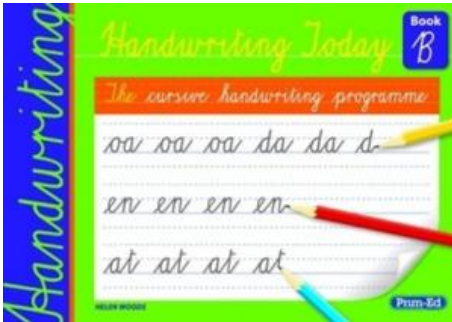 Handwriting
Handwriting Today
Book
B
The cursive handwriting programme
oa oa oa da da d
en en en en
at at at at
HELEN WOODS
Prim-Ed